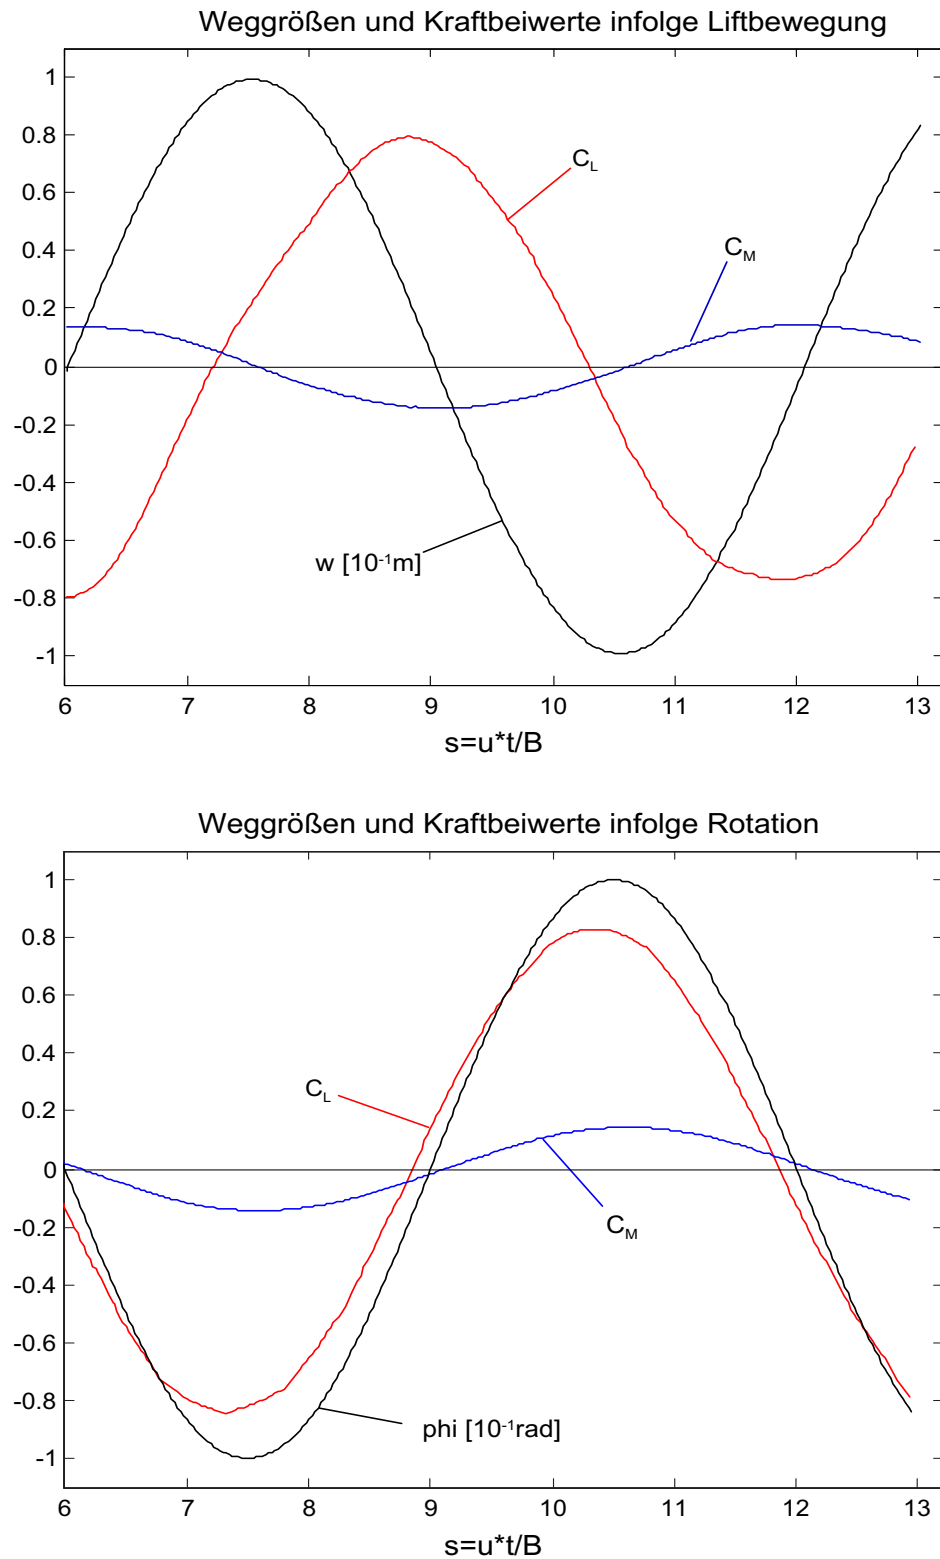 Weggrößen und Kraftbeiwerte infolge Liftbewegung
1
0.8
0.6
0.4
0.2
0
-0.2
-0.4
-0.6
-0.8
-1
C_L
C_M
w [10⁻¹m]
6 7 8 9 10 11 12 13
s=u*t/B
Weggrößen und Kraftbeiwerte infolge Rotation
1
0.8
0.6
0.4
0.2
0
-0.2
-0.4
-0.6
-0.8
-1
C_L
C_M
phi [10⁻¹rad]
6 7 8 9 10 11 12 13
s=u*t/B